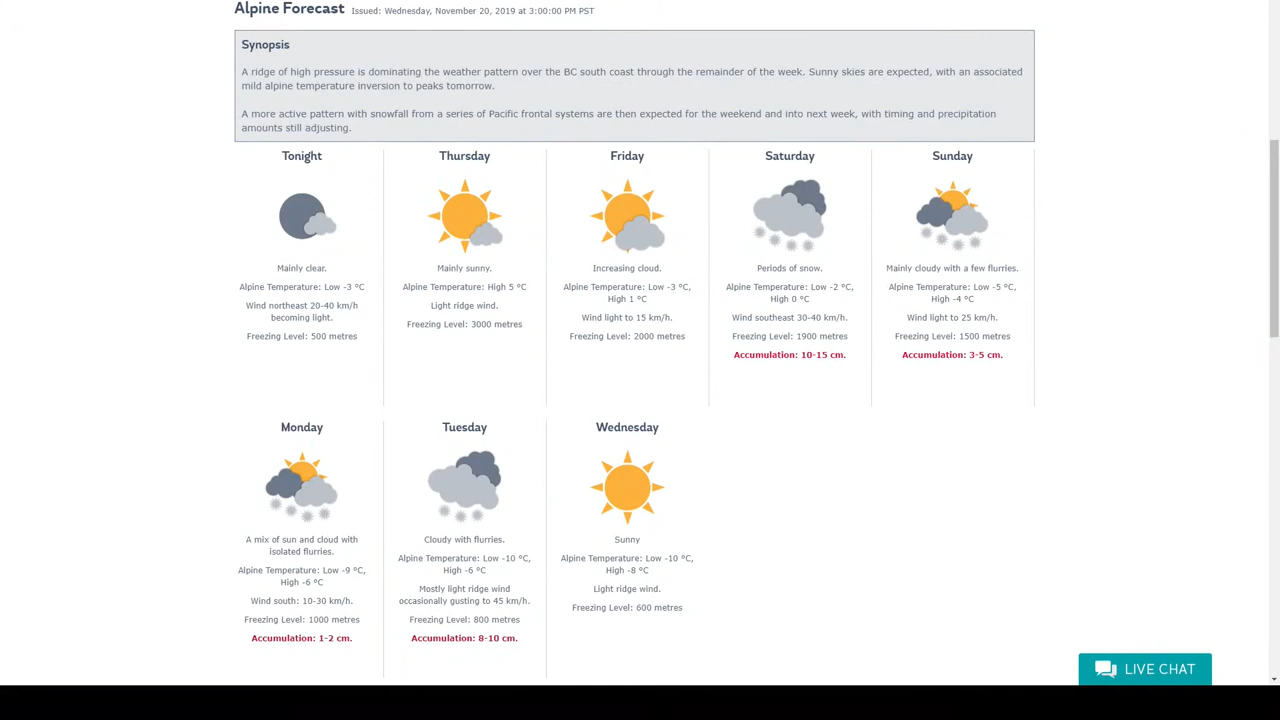 Alpine Forecast Issued: Wednesday, November 20, 2019 at 3:00:00 PM PST
Synopsis
A ridge of high pressure is dominating the weather pattern over the BC south coast through the remainder of the week. Sunny skies are expected, with an associated
mild alpine temperature inversion to peaks tomorrow.
A more active pattern with snowfall from a series of Pacific frontal systems are then expected for the weekend and into next week, with timing and precipitation
amounts still adjusting.
Tonight
Mainly clear.
Alpine Temperature: Low -3 °C
Wind northeast 20-40 km/h
becoming light.
Freezing Level: 500 metres
Thursday
Mainly sunny.
Alpine Temperature: High 5 °C
Light ridge wind.
Freezing Level: 3000 metres
Friday
Increasing cloud.
Alpine Temperature: Low -3 °C,
High 1 °C
Wind light to 15 km/h.
Freezing Level: 2000 metres
Saturday
Periods of snow.
Alpine Temperature: Low -2 °C,
High 0 °C
Wind southeast 30-40 km/h.
Freezing Level: 1900 metres
Accumulation: 10-15 cm.
Sunday
Mainly cloudy with a few flurries.
Alpine Temperature: Low -5 °C,
High -4 °C
Wind light to 25 km/h.
Freezing Level: 1500 metres
Accumulation: 3-5 cm.
Monday
A mix of sun and cloud with
isolated flurries.
Alpine Temperature: Low -9 °C,
High -6 °C
Wind south: 10-30 km/h.
Freezing Level: 1000 metres
Accumulation: 1-2 cm.
Tuesday
Cloudy with flurries.
Alpine Temperature: Low -10 °C,
High -6 °C
Mostly light ridge wind
occasionally gusting to 45 km/h.
Freezing Level: 800 metres
Accumulation: 8-10 cm.
Wednesday
Sunny
Alpine Temperature: Low -10 °C,
High -8 °C
Light ridge wind.
Freezing Level: 600 metres
LIVE CHAT